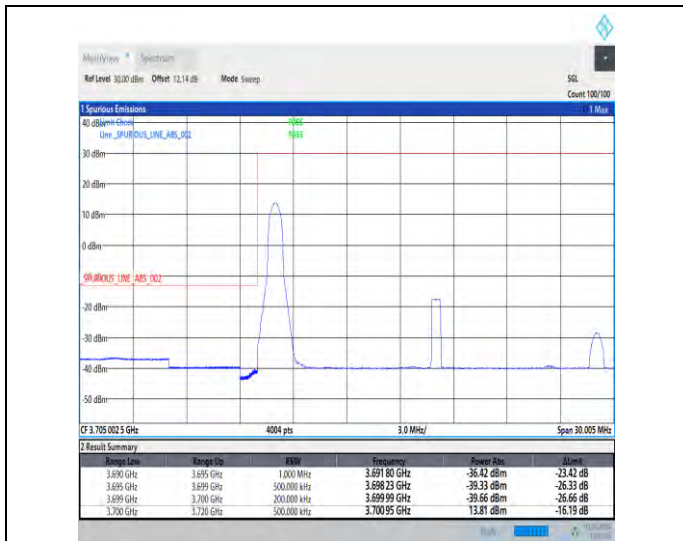 MultiView Spectrum
Ref Level 30.00 dBm Offset 12.14 dB Mode Sweep SGL
Count 100/100
1 Spurious Emissions 1 Max
40 dBm Limit Check PASS
Line _SPURIOUS_LINE_ABS_002 PASS
30 dBm
20 dBm
10 dBm
0 dBm
_SPURIOUS_LINE_ABS_002
-20 dBm
-30 dBm
-40 dBm
-50 dBm
CF 3.705 002 5 GHz 4004 pts 3.0 MHz/ Span 30.005 MHz
2 Result Summary
Range Low Range Up RBW Frequency Power Abs ΔLimit
3.690 GHz 3.695 GHz 1.000 MHz 3.691 80 GHz -36.42 dBm -23.42 dB
3.695 GHz 3.699 GHz 500.000 kHz 3.698 23 GHz -39.33 dBm -26.33 dB
3.699 GHz 3.700 GHz 200.000 kHz 3.699 99 GHz -39.66 dBm -26.66 dB
3.700 GHz 3.720 GHz 500.000 kHz 3.700 95 GHz 13.81 dBm -16.19 dB